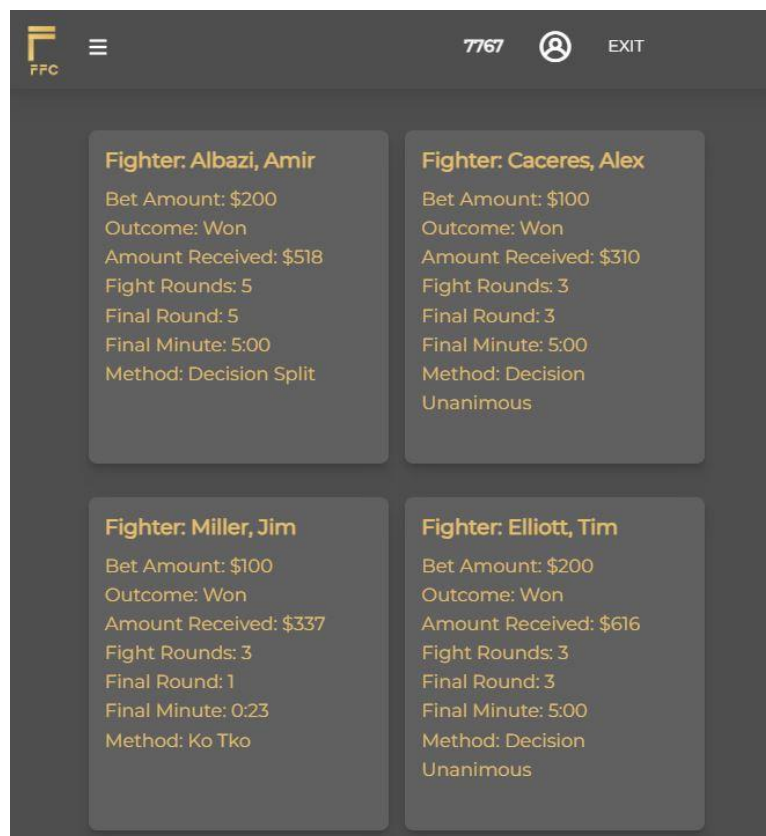 FFC
7767
EXIT
Fighter: Albazi, Amir
Bet Amount: $200
Outcome: Won
Amount Received: $518
Fight Rounds: 5
Final Round: 5
Final Minute: 5:00
Method: Decision Split
Fighter: Caceres, Alex
Bet Amount: $100
Outcome: Won
Amount Received: $310
Fight Rounds: 3
Final Round: 3
Final Minute: 5:00
Method: Decision
Unanimous
Fighter: Miller, Jim
Bet Amount: $100
Outcome: Won
Amount Received: $337
Fight Rounds: 3
Final Round: 1
Final Minute: 0:23
Method: Ko Tko
Fighter: Elliott, Tim
Bet Amount: $200
Outcome: Won
Amount Received: $616
Fight Rounds: 3
Final Round: 3
Final Minute: 5:00
Method: Decision
Unanimous